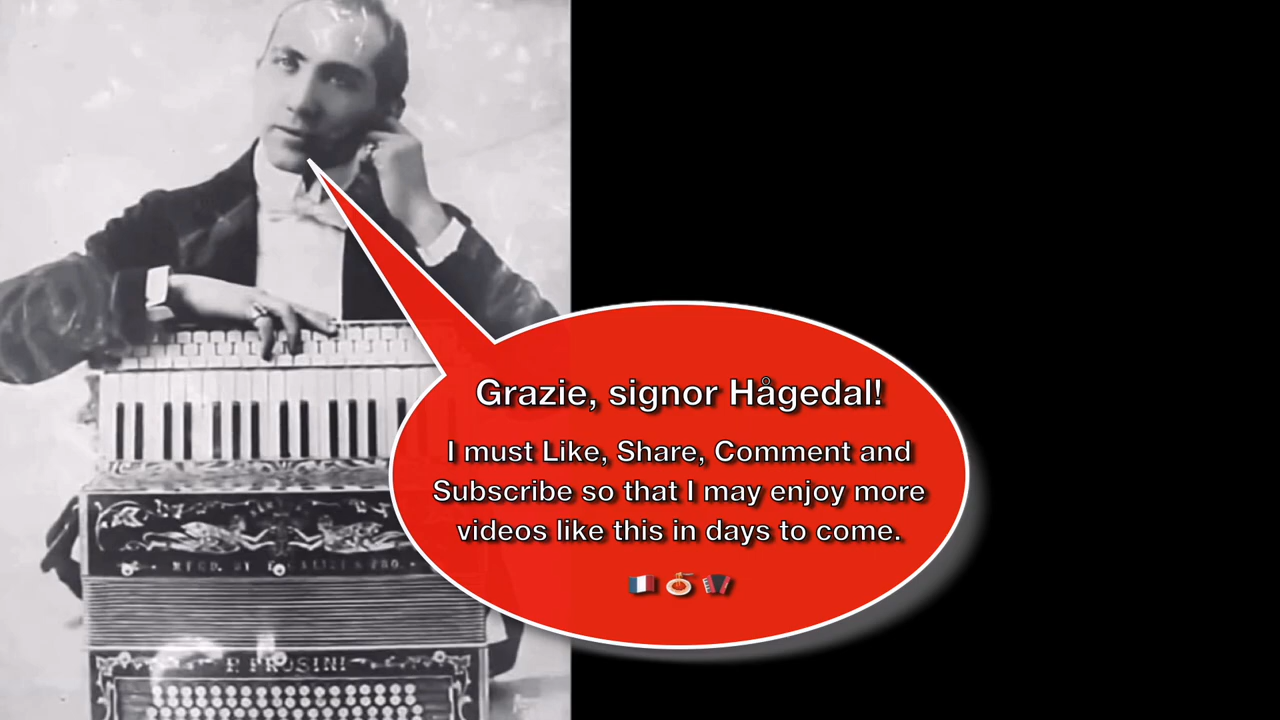 Grazie, signor Hågedal!
I must Like, Share, Comment and
Subscribe so that I may enjoy more
videos like this in days to come.
P. FROSINI